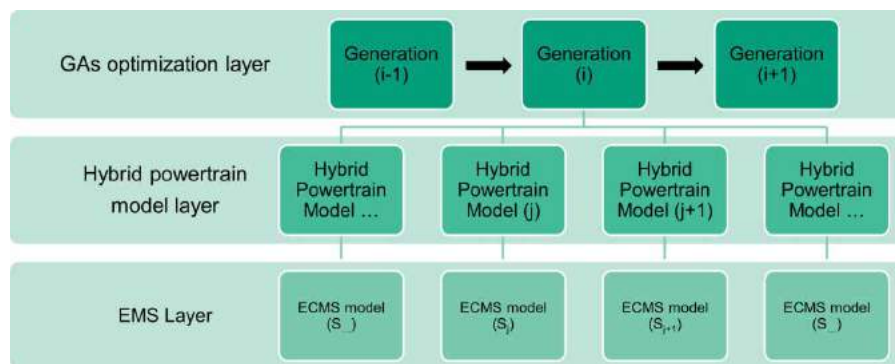 GAs optimization layer
Generation
(i-1)
Generation
(i)
Generation
(i+1)
Hybrid powertrain
model layer
Hybrid
Powertrain
Model ...
Hybrid
Powertrain
Model (j)
Hybrid
Powertrain
Model (j+1)
Hybrid
Powertrain
Model ...
EMS Layer
ECMS model
(S...)
ECMS model
(Sj)
ECMS model
(Sj+1)
ECMS model
(S...)